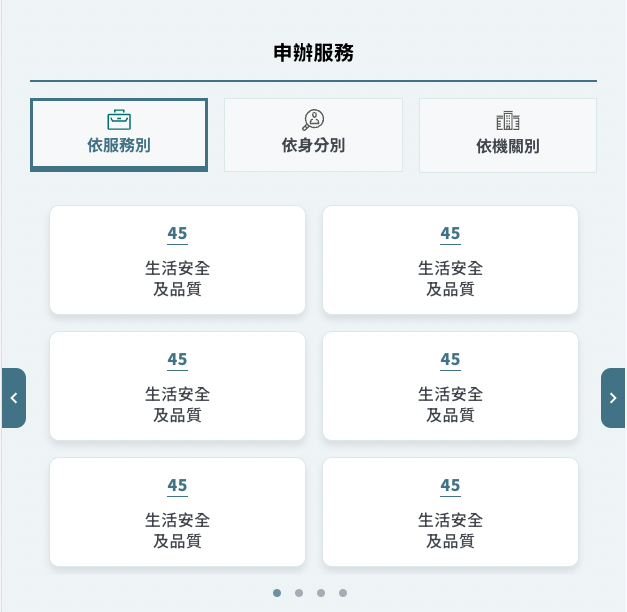 申辦服務
依服務別
依身分別
依機關別
45
生活安全
及品質
45
生活安全
及品質
45
生活安全
及品質
45
生活安全
及品質
45
生活安全
及品質
45
生活安全
及品質